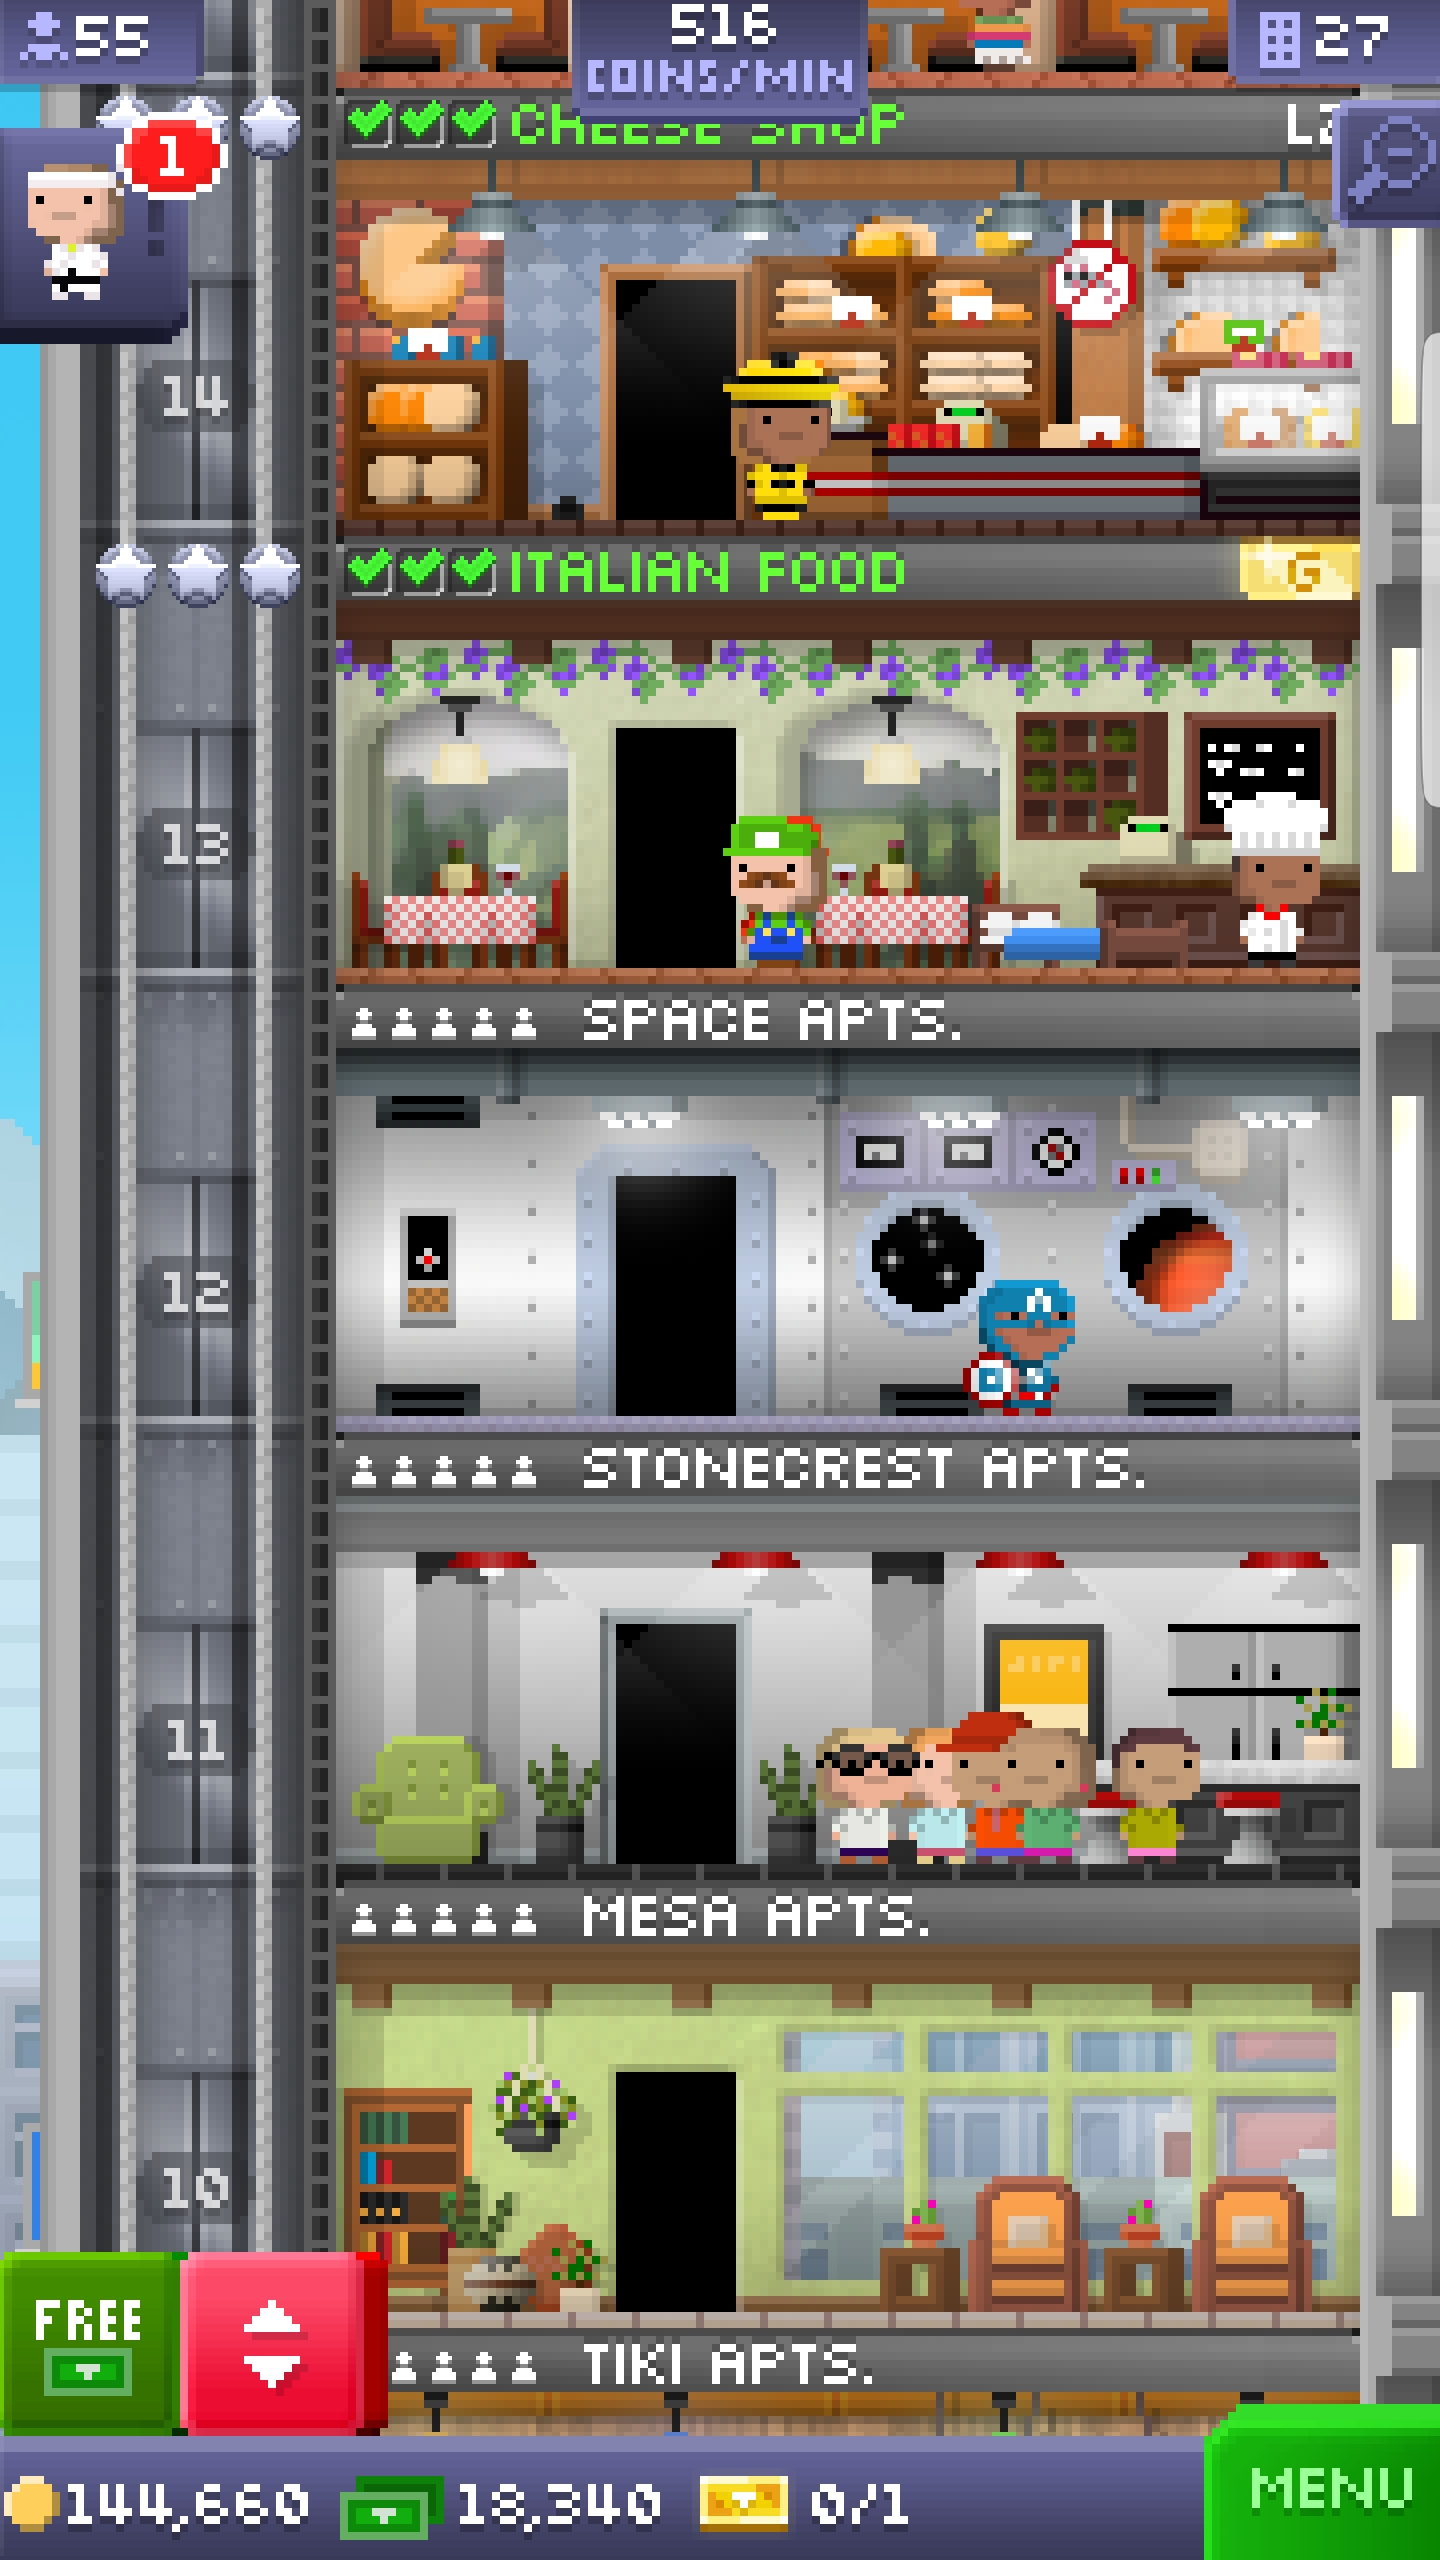 55
516
COINS/MIN
27
1
CHEESE SHOP
14
ITALIAN FOOD
G
13
SPACE APTS.
12
STONECREST APTS.
11
MESA APTS.
10
FREE
TIKI APTS.
144,660
18,340
0/1
MENU